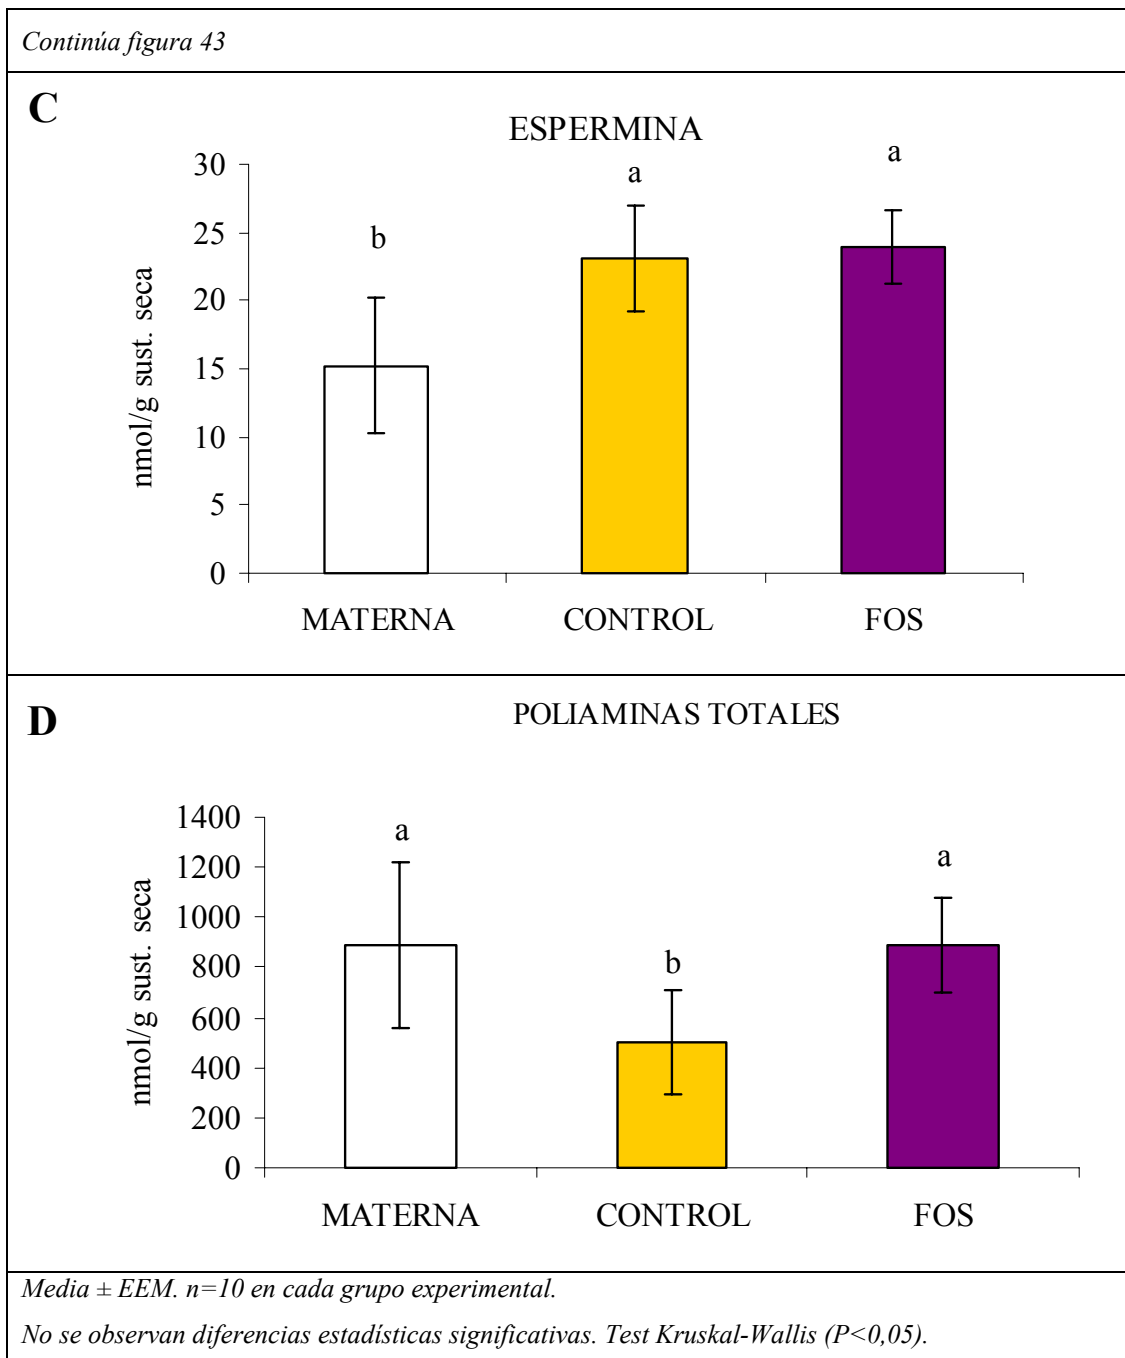 Continúa figura 43
C
ESPERMINA
30
25
20
15
10
5
0
nmol/g sust. seca
b
a
a
MATERNA CONTROL FOS
D
POLIAMINAS TOTALES
1400
1200
1000
800
600
400
200
0
nmol/g sust. seca
a
b
a
MATERNA CONTROL FOS
Media ± EEM. n=10 en cada grupo experimental.
No se observan diferencias estadísticas significativas. Test Kruskal-Wallis (P<0,05).